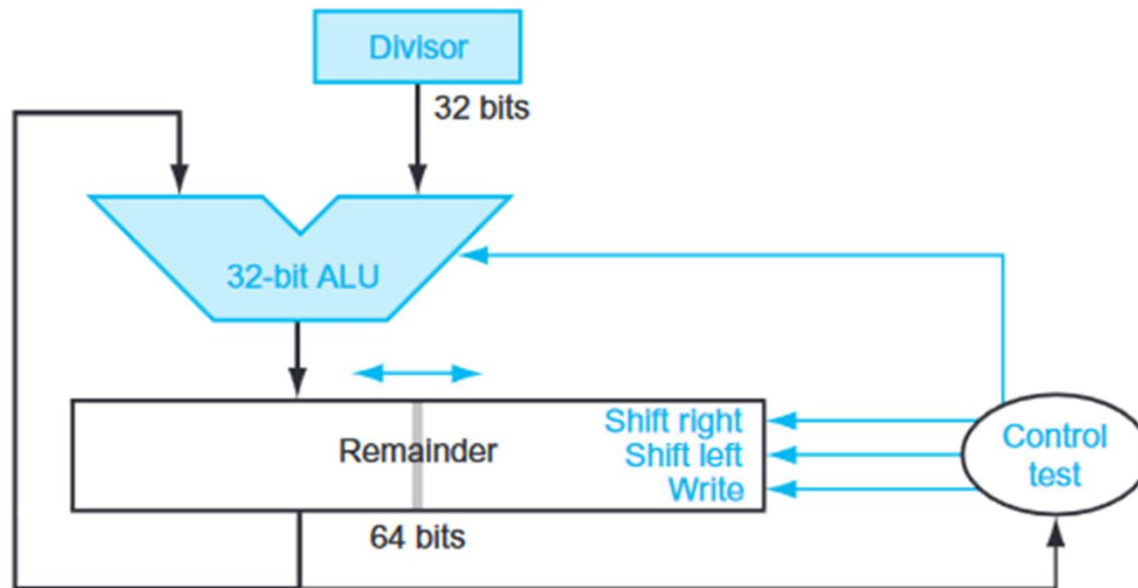 Divisor
32 bits
32-bit ALU
Remainder
Shift right
Shift left
Write
Control
test
64 bits